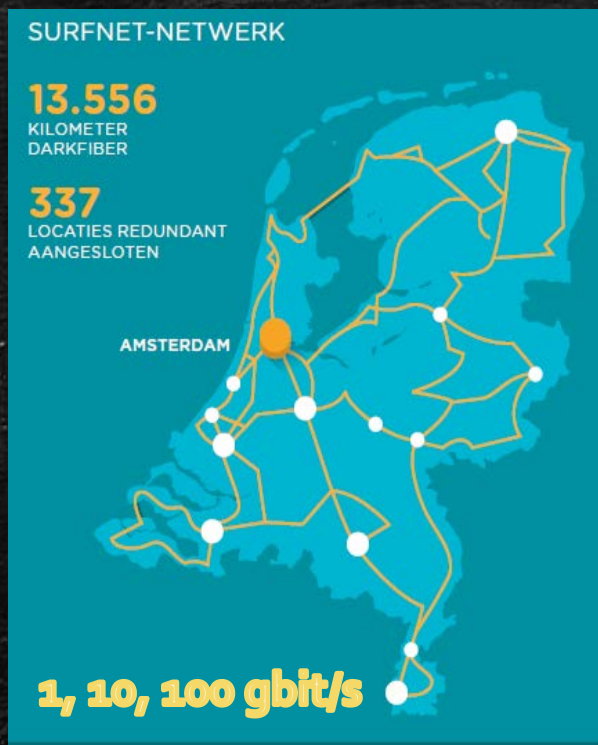 SURFNET-NETWERK
13.556
KILOMETER
DARKFIBER
337
LOCATIES REDUNDANT
AANGESLOTEN
AMSTERDAM
1, 10, 100 gbit/s